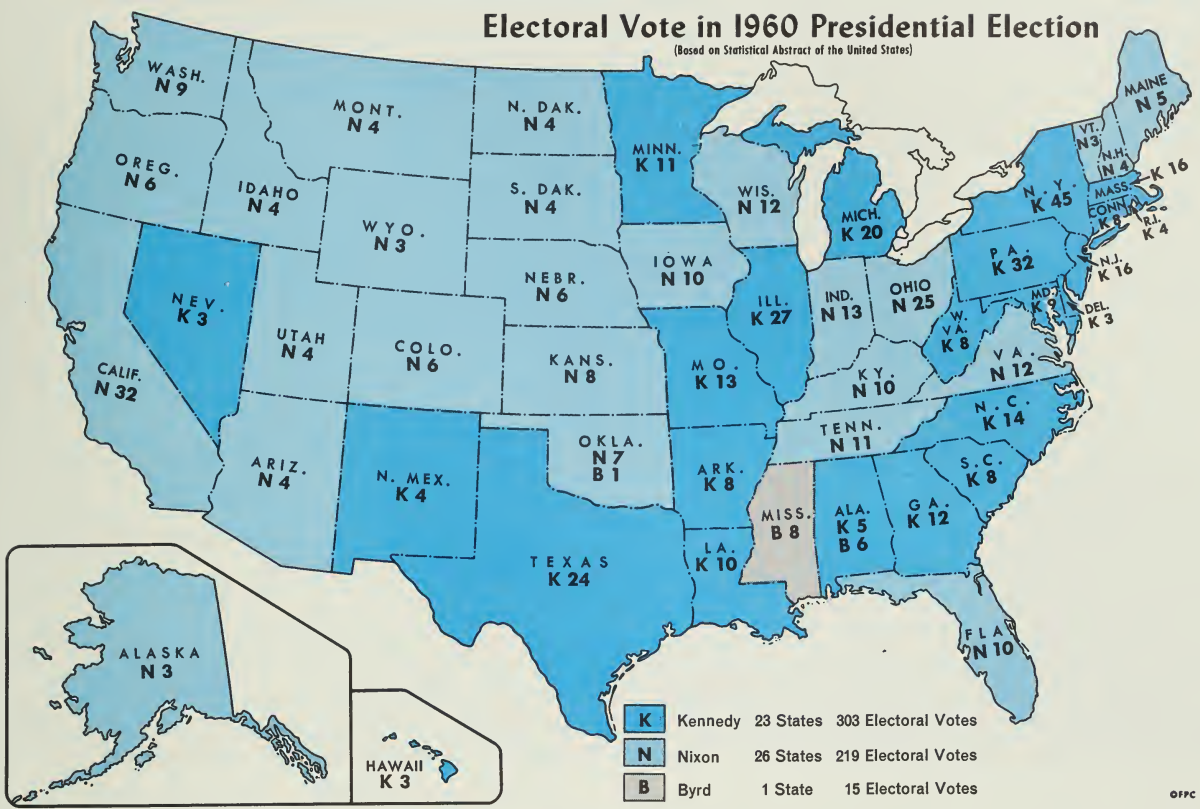 Electoral Vote in 1960 Presidential Election
(Based on Statistical Abstract of the United States)
WASH.
N 9
OREG.
N 6
CALIF.
N 32
NEV.
K 3
IDAHO
N 4
MONT.
N 4
WYO.
N 3
UTAH
N 4
COLO.
N 6
ARIZ.
N 4
N. MEX.
K 4
N. DAK.
N 4
S. DAK.
N 4
NEBR.
N 6
KANS.
N 8
OKLA.
N 7
B 1
TEXAS
K 24
MINN.
K 11
IOWA
N 10
MO.
K 13
ARK.
K 8
LA.
K 10
WIS.
N 12
ILL.
K 27
MICH.
K 20
IND.
N 13
OHIO
N 25
KY.
N 10
TENN.
N 11
MISS.
B 8
ALA.
K 5
B 6
GA.
K 12
FLA.
N 10
S.C.
K 8
N.C.
K 14
VA.
N 12
W.
VA.
K 8
MD.
K 9
DEL.
K 3
PA.
K 32
N.J.
K 16
N.Y.
K 45
CONN.
K 8
R.I.
K 4
MASS.
K 16
VT.
N 3
N.H.
N 4
MAINE
N 5
ALASKA
N 3
HAWAII
K 3
K Kennedy 23 States 303 Electoral Votes
N Nixon 26 States 219 Electoral Votes
B Byrd 1 State 15 Electoral Votes
©FPC